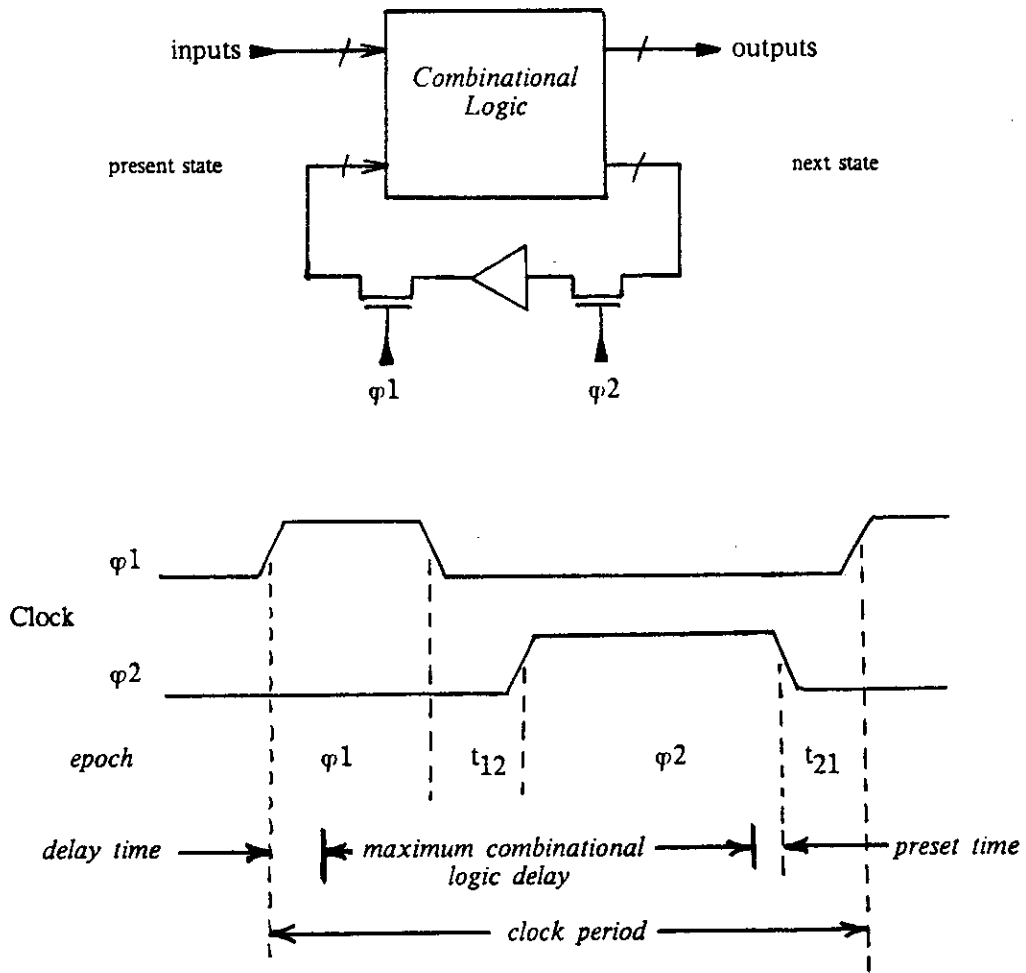 inputs
outputs
Combinational
Logic
present state
next state
φ1
φ2
φ1
Clock
φ2
epoch
φ1
t12
φ2
t21
delay time
maximum combinational
logic delay
preset time
clock period